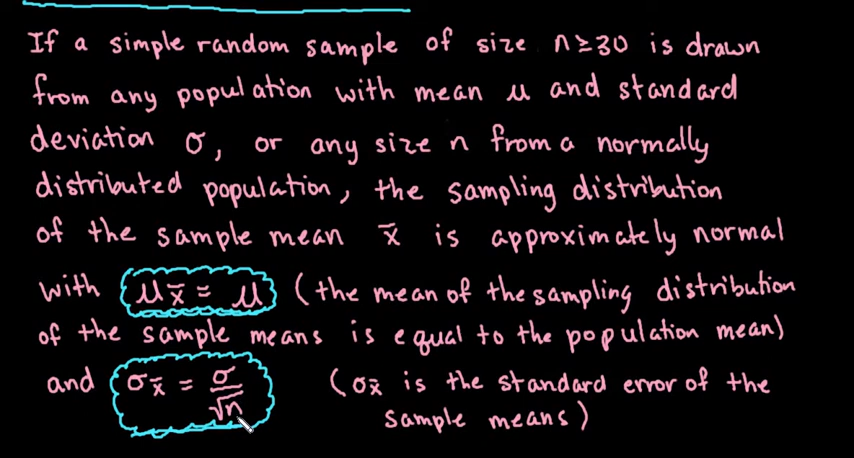 If a simple random sample of size n ≥ 30 is drawn
from any population with mean μ and standard
deviation σ, or any size n from a normally
distributed population, the sampling distribution
of the sample mean x̄ is approximately normal
with μx̄ = μ (the mean of the sampling distribution
of the sample means is equal to the population mean)
and σx̄ = σ/√n (σx̄ is the standard error of the
sample means)